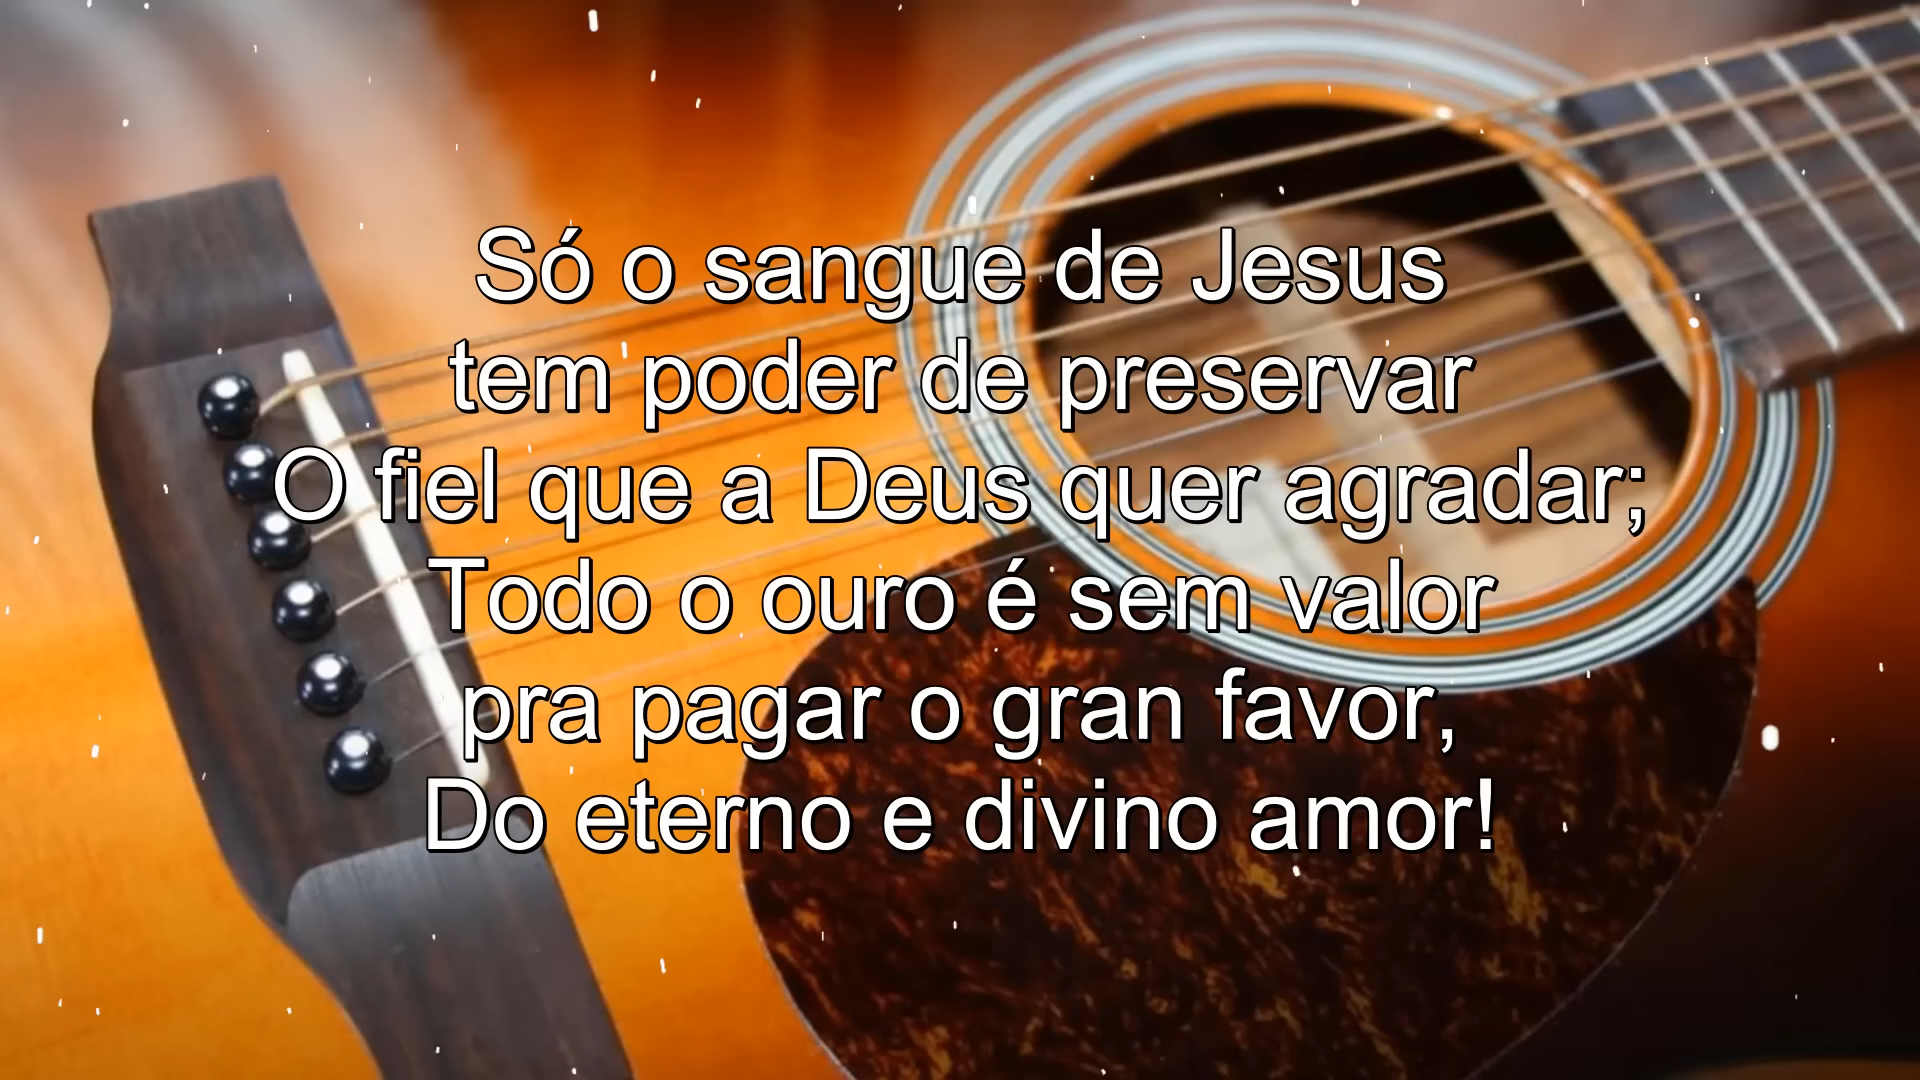 Só o sangue de Jesus
tem poder de preservar
O fiel que a Deus quer agradar;
Todo o ouro é sem valor
pra pagar o gran favor,
Do eterno e divino amor!